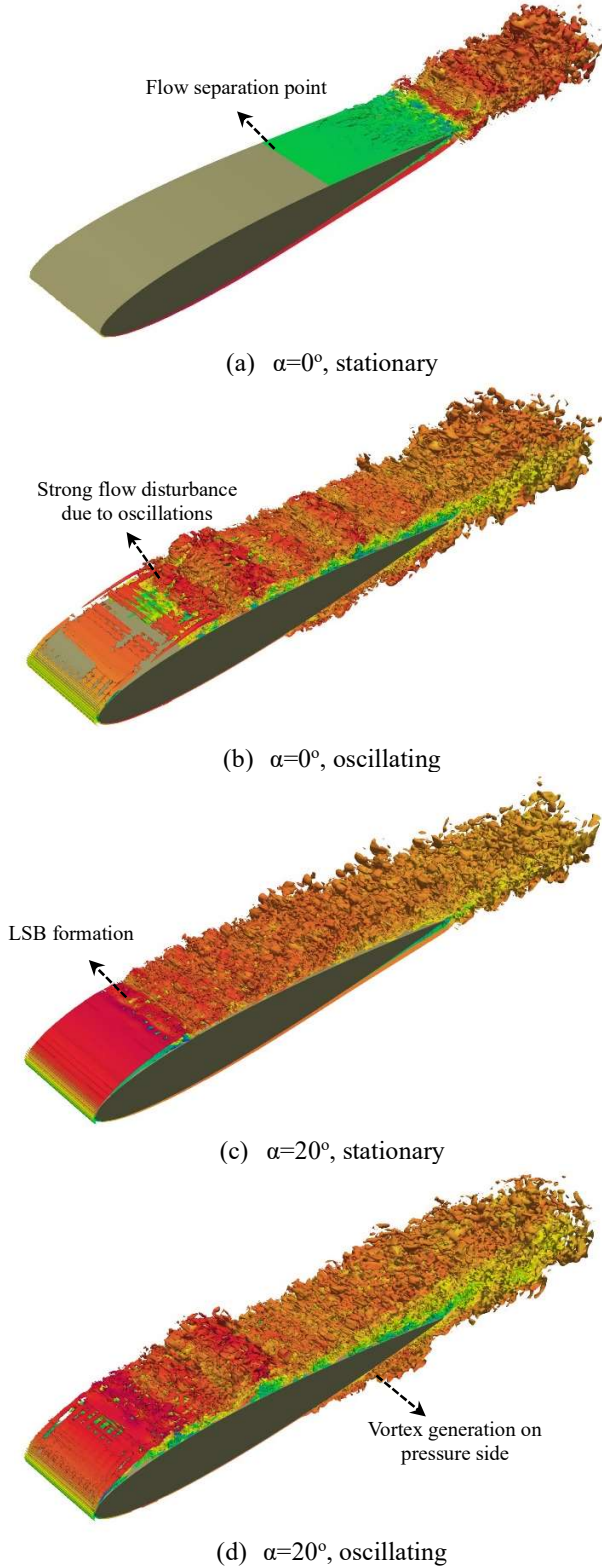 Flow separation point
(a) α=0°, stationary
Strong flow disturbance
due to oscillations
(b) α=0°, oscillating
LSB formation
(c) α=20°, stationary
Vortex generation on
pressure side
(d) α=20°, oscillating